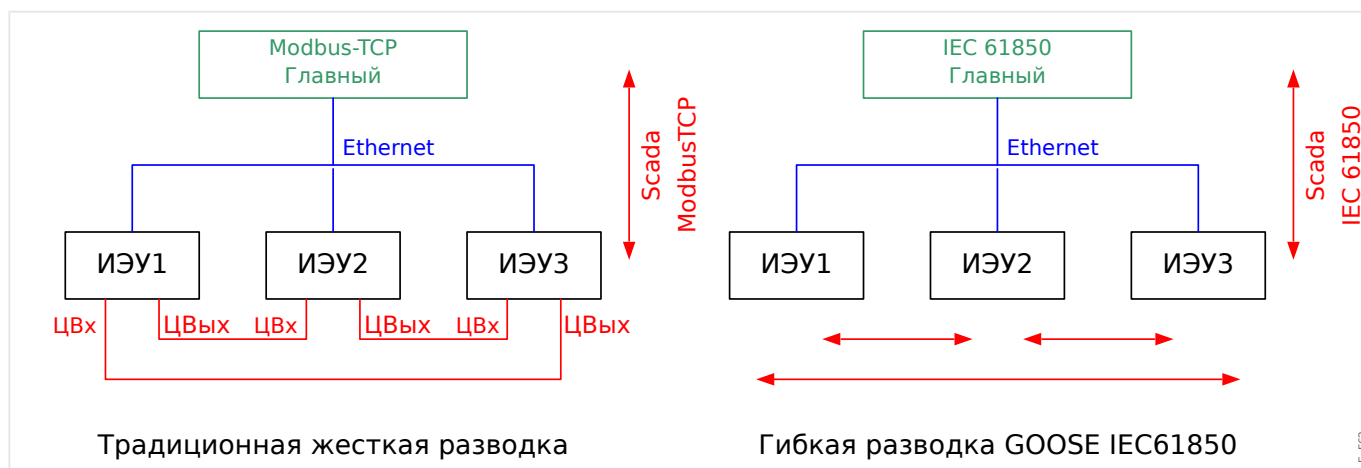 Modbus-TCP
Главный
Ethernet
Scada
ModbusTCP
ИЭУ1
ИЭУ2
ИЭУ3
ЦВх
ЦВых
ЦВх
ЦВых
ЦВх
ЦВых
Традиционная жесткая разводка
IEC 61850
Главный
Ethernet
Scada
IEC 61850
ИЭУ1
ИЭУ2
ИЭУ3
Гибкая разводка GOOSE IEC61850